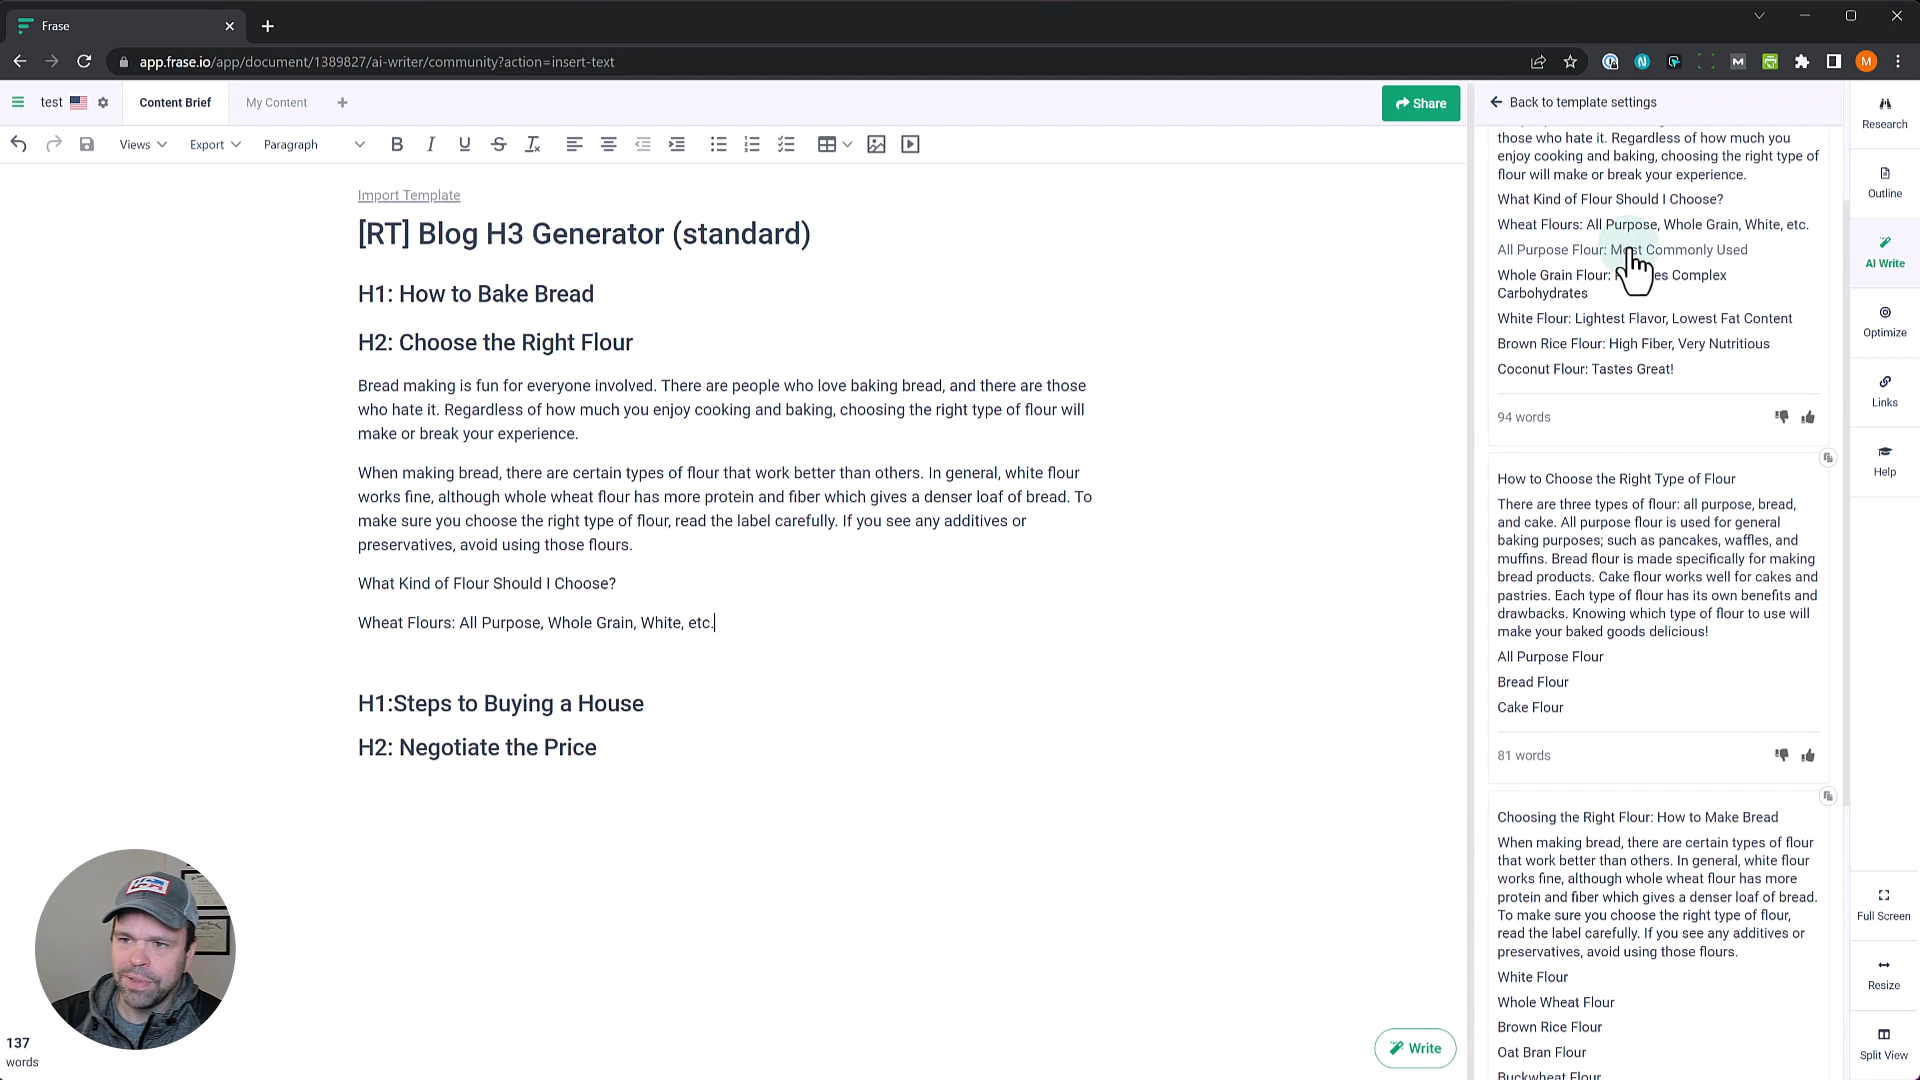 Frase
app.frase.io/app/document/1389827/ai-writer/community?action=insert-text
M
M
test
Content Brief
My Content
Share
Back to template settings
Views
Export
Paragraph
Import Template
[RT] Blog H3 Generator (standard)
H1: How to Bake Bread
H2: Choose the Right Flour
Bread making is fun for everyone involved. There are people who love baking bread, and there are those
who hate it. Regardless of how much you enjoy cooking and baking, choosing the right type of flour will
make or break your experience.
When making bread, there are certain types of flour that work better than others. In general, white flour
works fine, although whole wheat flour has more protein and fiber which gives a denser loaf of bread. To
make sure you choose the right type of flour, read the label carefully. If you see any additives or
preservatives, avoid using those flours.
What Kind of Flour Should I Choose?
Wheat Flours: All Purpose, Whole Grain, White, etc.
H1:Steps to Buying a House
H2: Negotiate the Price
137
words
Write
those who hate it. Regardless of how much you
enjoy cooking and baking, choosing the right type of
flour will make or break your experience.
What Kind of Flour Should I Choose?
Wheat Flours: All Purpose, Whole Grain, White, etc.
All Purpose Flour: Most Commonly Used
Whole Grain Flour: Complex
Carbohydrates
White Flour: Lightest Flavor, Lowest Fat Content
Brown Rice Flour: High Fiber, Very Nutritious
Coconut Flour: Tastes Great!
94 words
How to Choose the Right Type of Flour
There are three types of flour: all purpose, bread,
and cake. All purpose flour is used for general
baking purposes; such as pancakes, waffles, and
muffins. Bread flour is made specifically for making
bread products. Cake flour works well for cakes and
pastries. Each type of flour has its own benefits and
drawbacks. Knowing which type of flour to use will
make your baked goods delicious!
All Purpose Flour
Bread Flour
Cake Flour
81 words
Choosing the Right Flour: How to Make Bread
When making bread, there are certain types of flour
that work better than others. In general, white flour
works fine, although whole wheat flour has more
protein and fiber which gives a denser loaf of bread.
To make sure you choose the right type of flour,
read the label carefully. If you see any additives or
preservatives, avoid using those flours.
White Flour
Whole Wheat Flour
Brown Rice Flour
Oat Bran Flour
Buckwheat Flour
Research
Outline
AI Write
Optimize
Links
Help
Full Screen
Resize
Split View